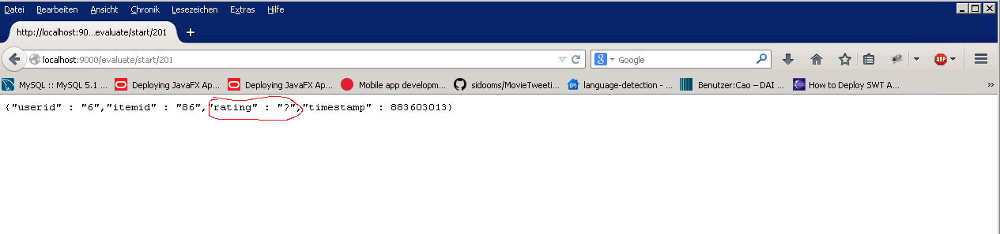 Datei Bearbeiten Ansicht Chronik Lesezeichen Extras Hilfe
http://localhost:90...evaluate/start/201 +
localhost:9000/evaluate/start/201 Google ABP
MySQL :: MySQL 5.1 ... Deploying JavaFX Ap... Deploying JavaFX Ap... Mobile app developm... sidooms/MovieTweeti... language-detection - ... Benutzer:Cao – DAI ... How to Deploy SWT A... »
{"userid" : "6","itemid" : "86","rating" : "?","timestamp" : 883603013}